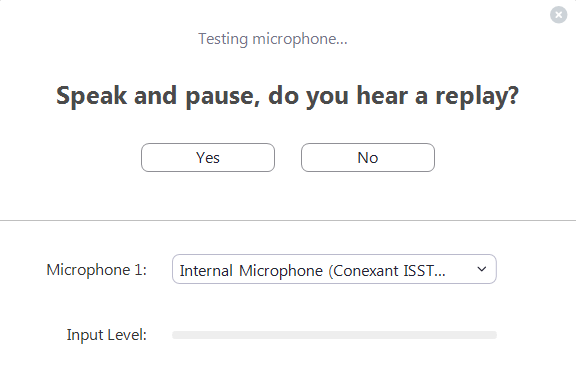 Testing microphone...
Speak and pause, do you hear a replay?
Yes No
Microphone 1: Internal Microphone (Conexant ISST...
Input Level: